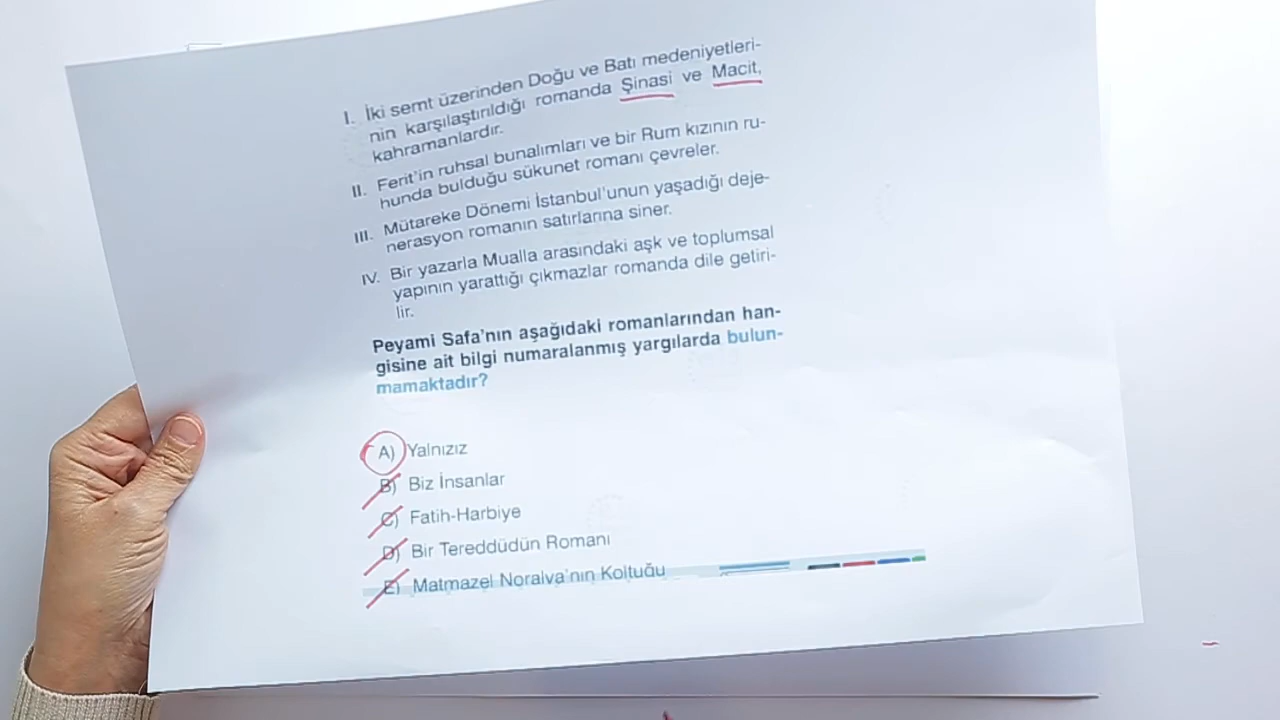 I. İki semt üzerinden Doğu ve Batı medeniyetleri-
nin karşılaştırıldığı romanda Şinasi ve Macit,
kahramanlardır.
II. Ferit'in ruhsal bunalımları ve bir Rum kızının ru-
hunda bulduğu sükunet romanı çevreler.
III. Mütareke Dönemi İstanbul'unun yaşadığı deje-
nerasyon romanın satırlarına siner.
IV. Bir yazarla Mualla arasındaki aşk ve toplumsal
yapının yarattığı çıkmazlar romanda dile getiri-
lir.
Peyami Safa'nın aşağıdaki romanlarından han-
gisine ait bilgi numaralanmış yargılarda bulun-
mamaktadır?
A) Yalnızız
B) Biz İnsanlar
C) Fatih-Harbiye
D) Bir Tereddüdün Romanı
E) Matmazel Noralya'nın Koltuğu